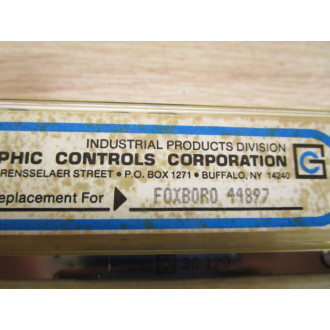 INDUSTRIAL PRODUCTS DIVISION
PHIC CONTROLS CORPORATION
RENSSELAER STREET • P.O. BOX 1271 • BUFFALO, NY 14240
eplacement For FOXBORO 44897